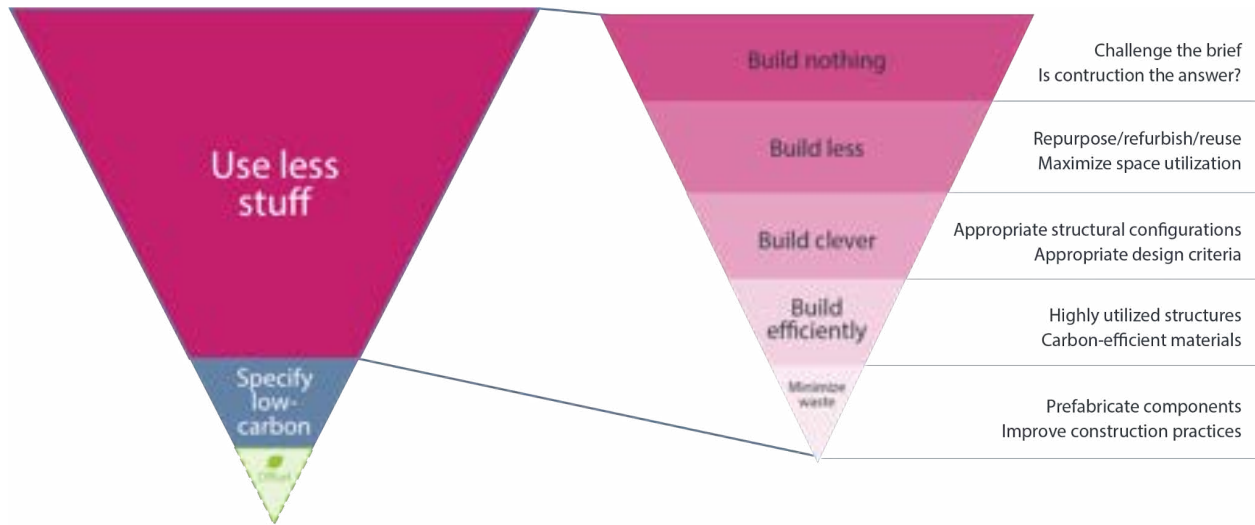 Use less
stuff
Specify
low-
carbon
Offset
Build nothing
Challenge the brief
Is contruction the answer?
Build less
Repurpose/refurbish/reuse
Maximize space utilization
Build clever
Appropriate structural configurations
Appropriate design criteria
Build
efficiently
Highly utilized structures
Carbon-efficient materials
Minimize
waste
Prefabricate components
Improve construction practices